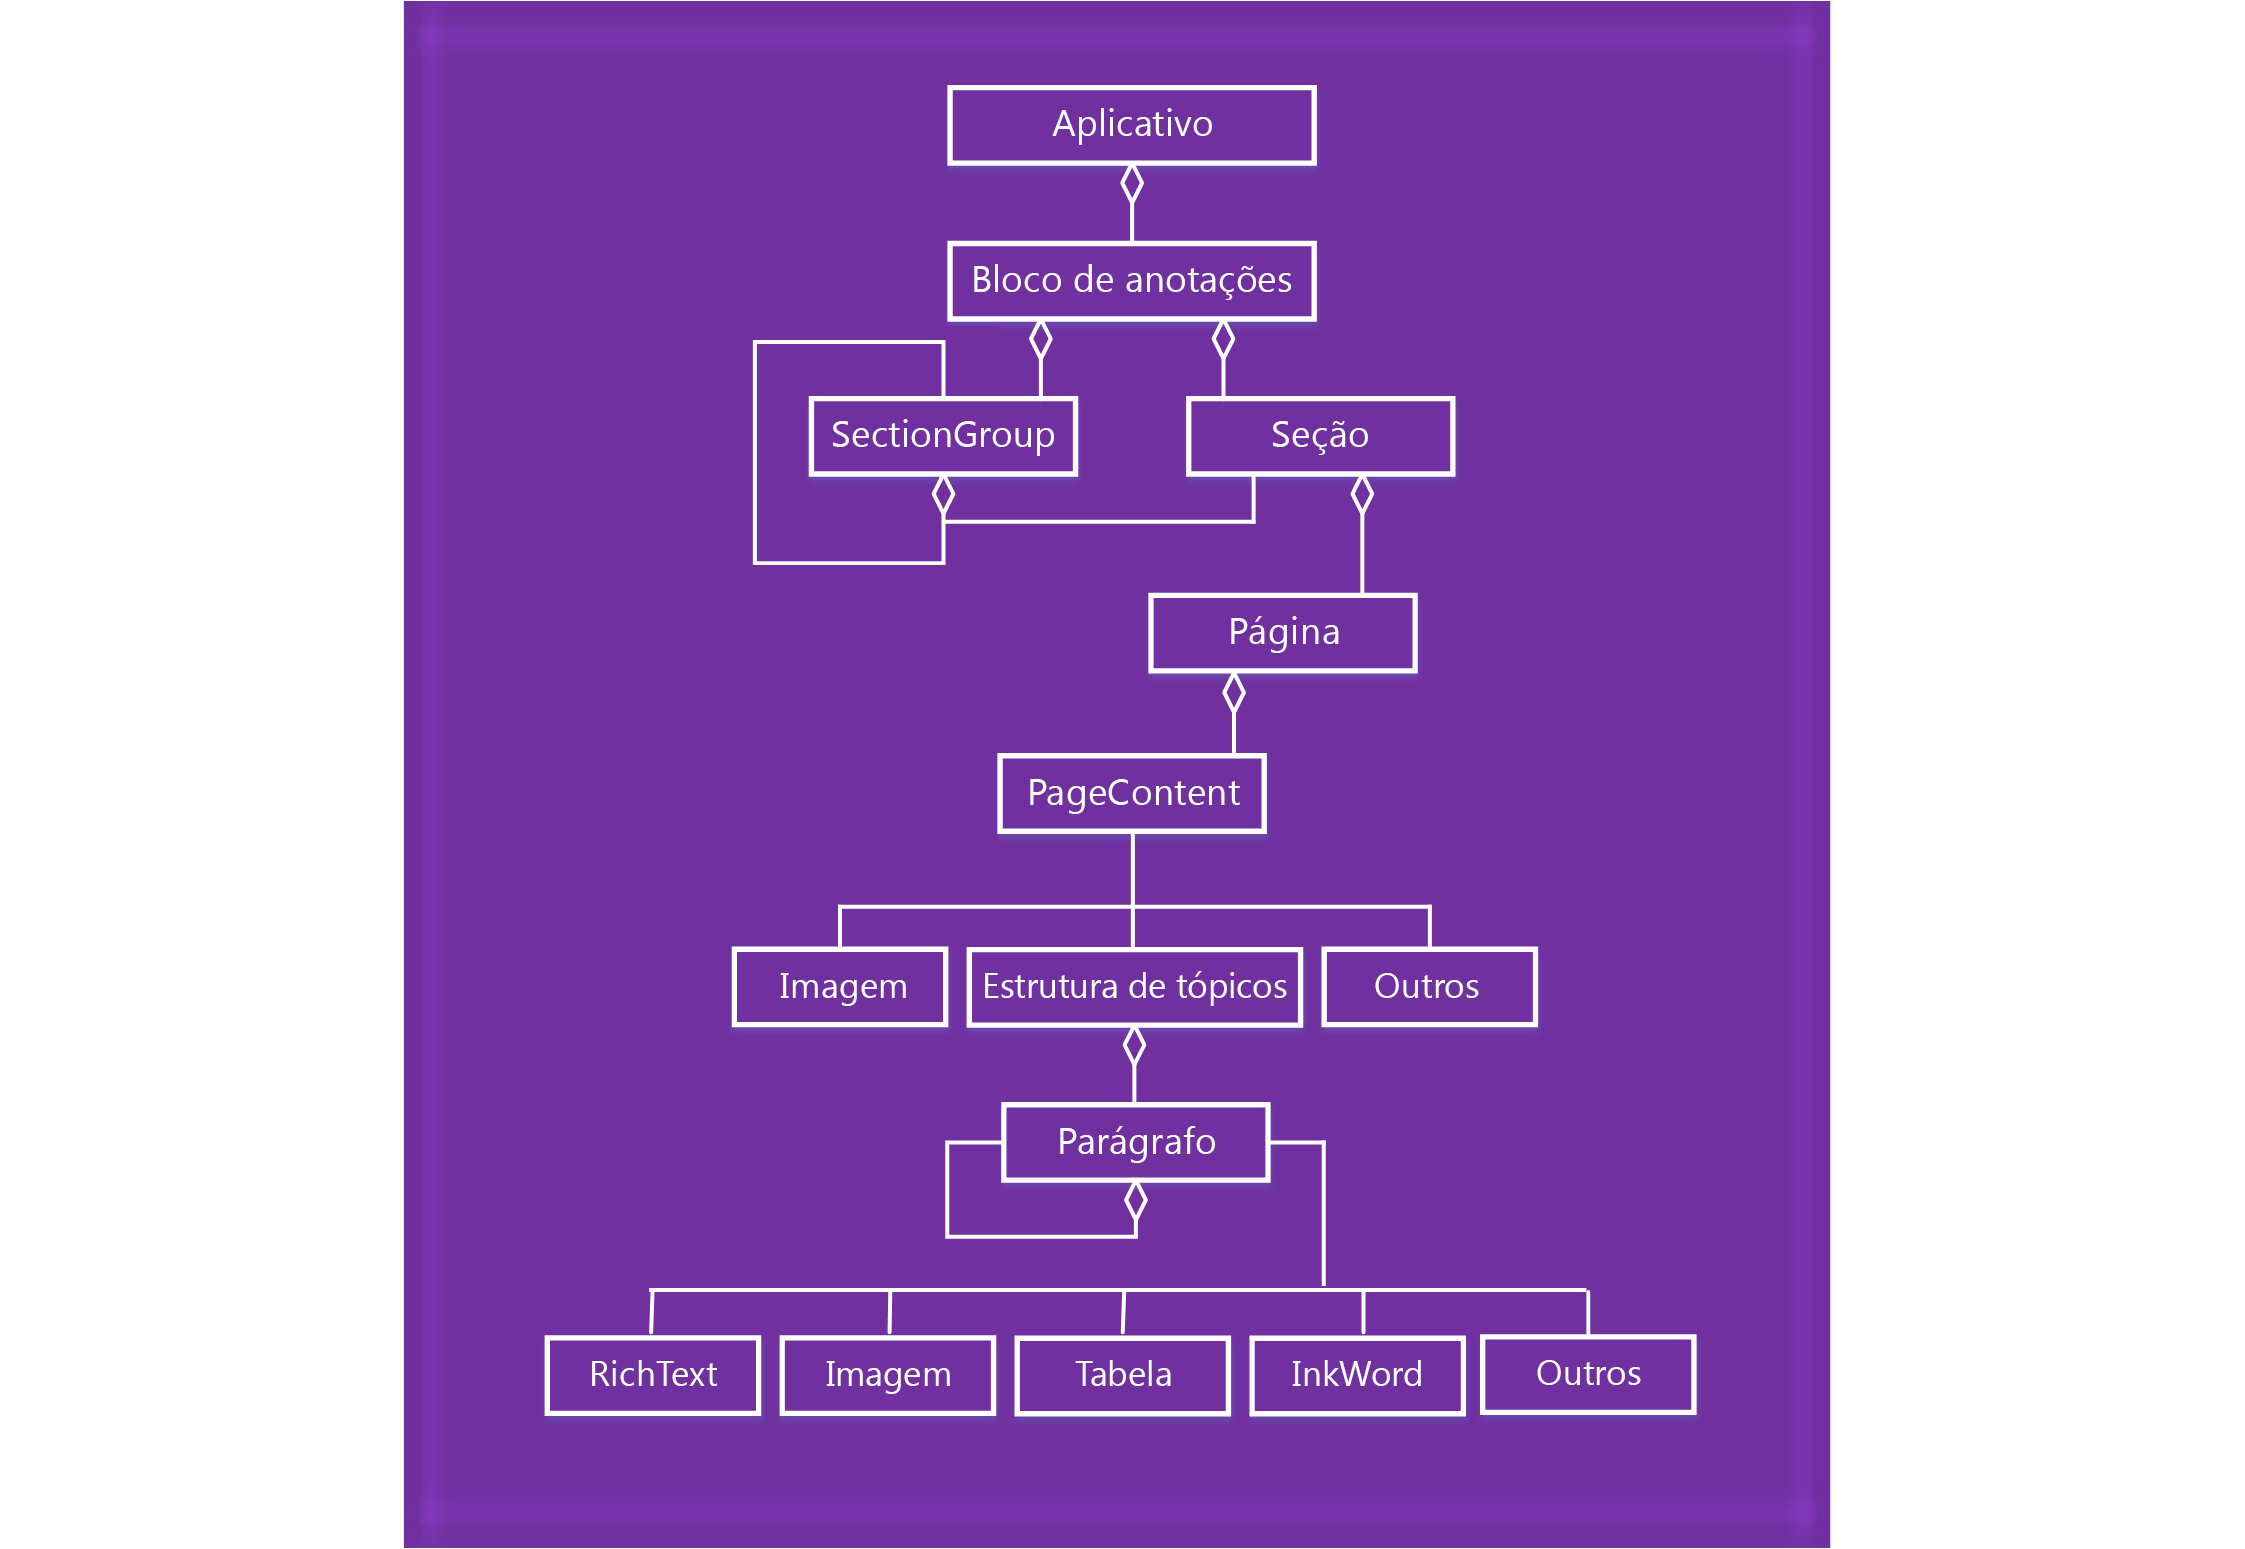 Aplicativo
Bloco de anotações
SectionGroup
Seção
Página
PageContent
Imagem
Estrutura de tópicos
Outros
Parágrafo
RichText
Imagem
Tabela
InkWord
Outros